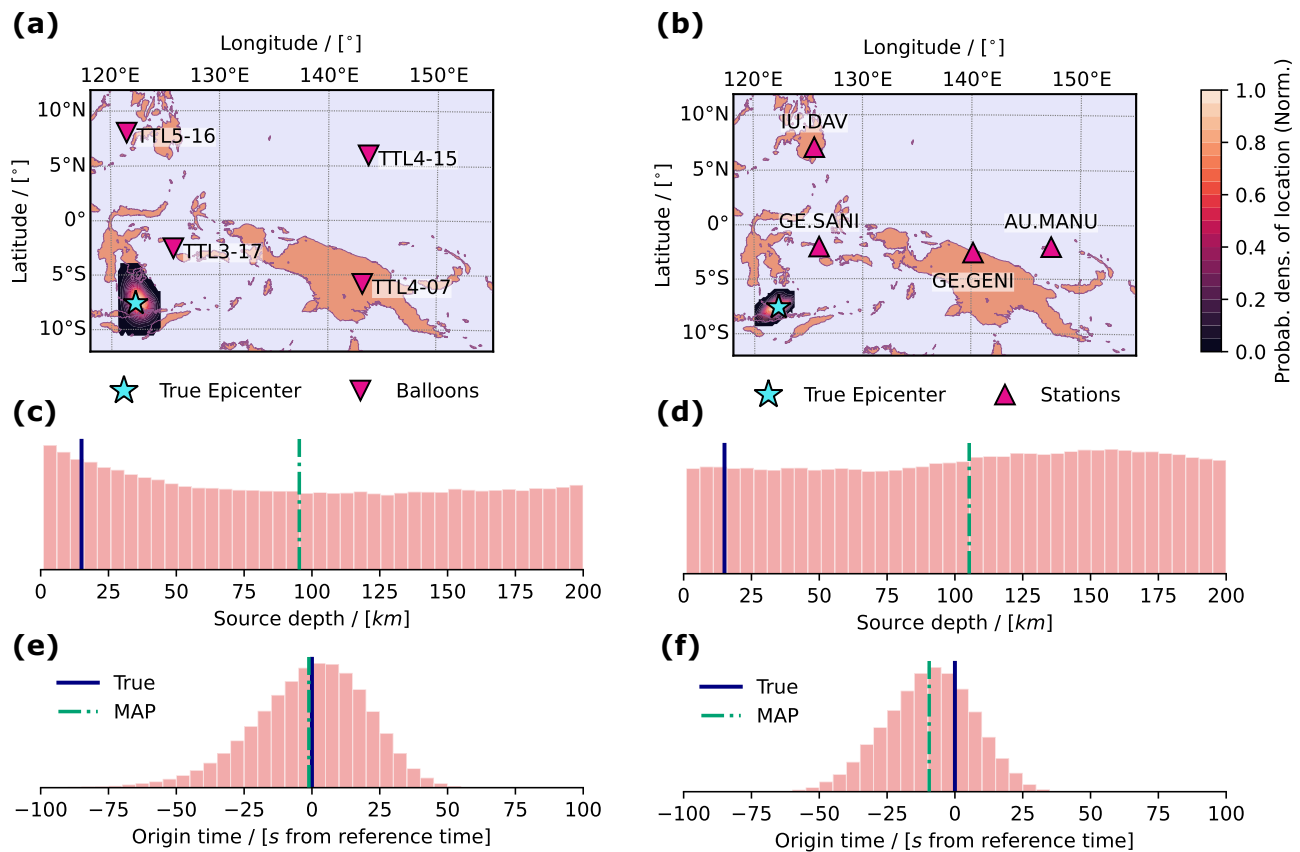 (a)
Longitude / [°]
120°E 130°E 140°E 150°E
10°N
5°N
0°
5°S
10°S
Latitude / [°]
TTL5-16
TTL4-15
TTL3-17
TTL4-07
True Epicenter
Balloons
(b)
Longitude / [°]
120°E 130°E 140°E 150°E
10°N
5°N
0°
5°S
10°S
Latitude / [°]
IU.DAV
GE.SANI
AU.MANU
GE.GENI
True Epicenter
Stations
1.0
0.8
0.6
0.4
0.2
0.0
Probab. dens. of location (Norm.)
(c)
0 25 50 75 100 125 150 175 200
Source depth / [km]
(d)
0 25 50 75 100 125 150 175 200
Source depth / [km]
(e)
True
MAP
−100 −75 −50 −25 0 25 50 75 100
Origin time / [s from reference time]
(f)
True
MAP
−100 −75 −50 −25 0 25 50 75 100
Origin time / [s from reference time]